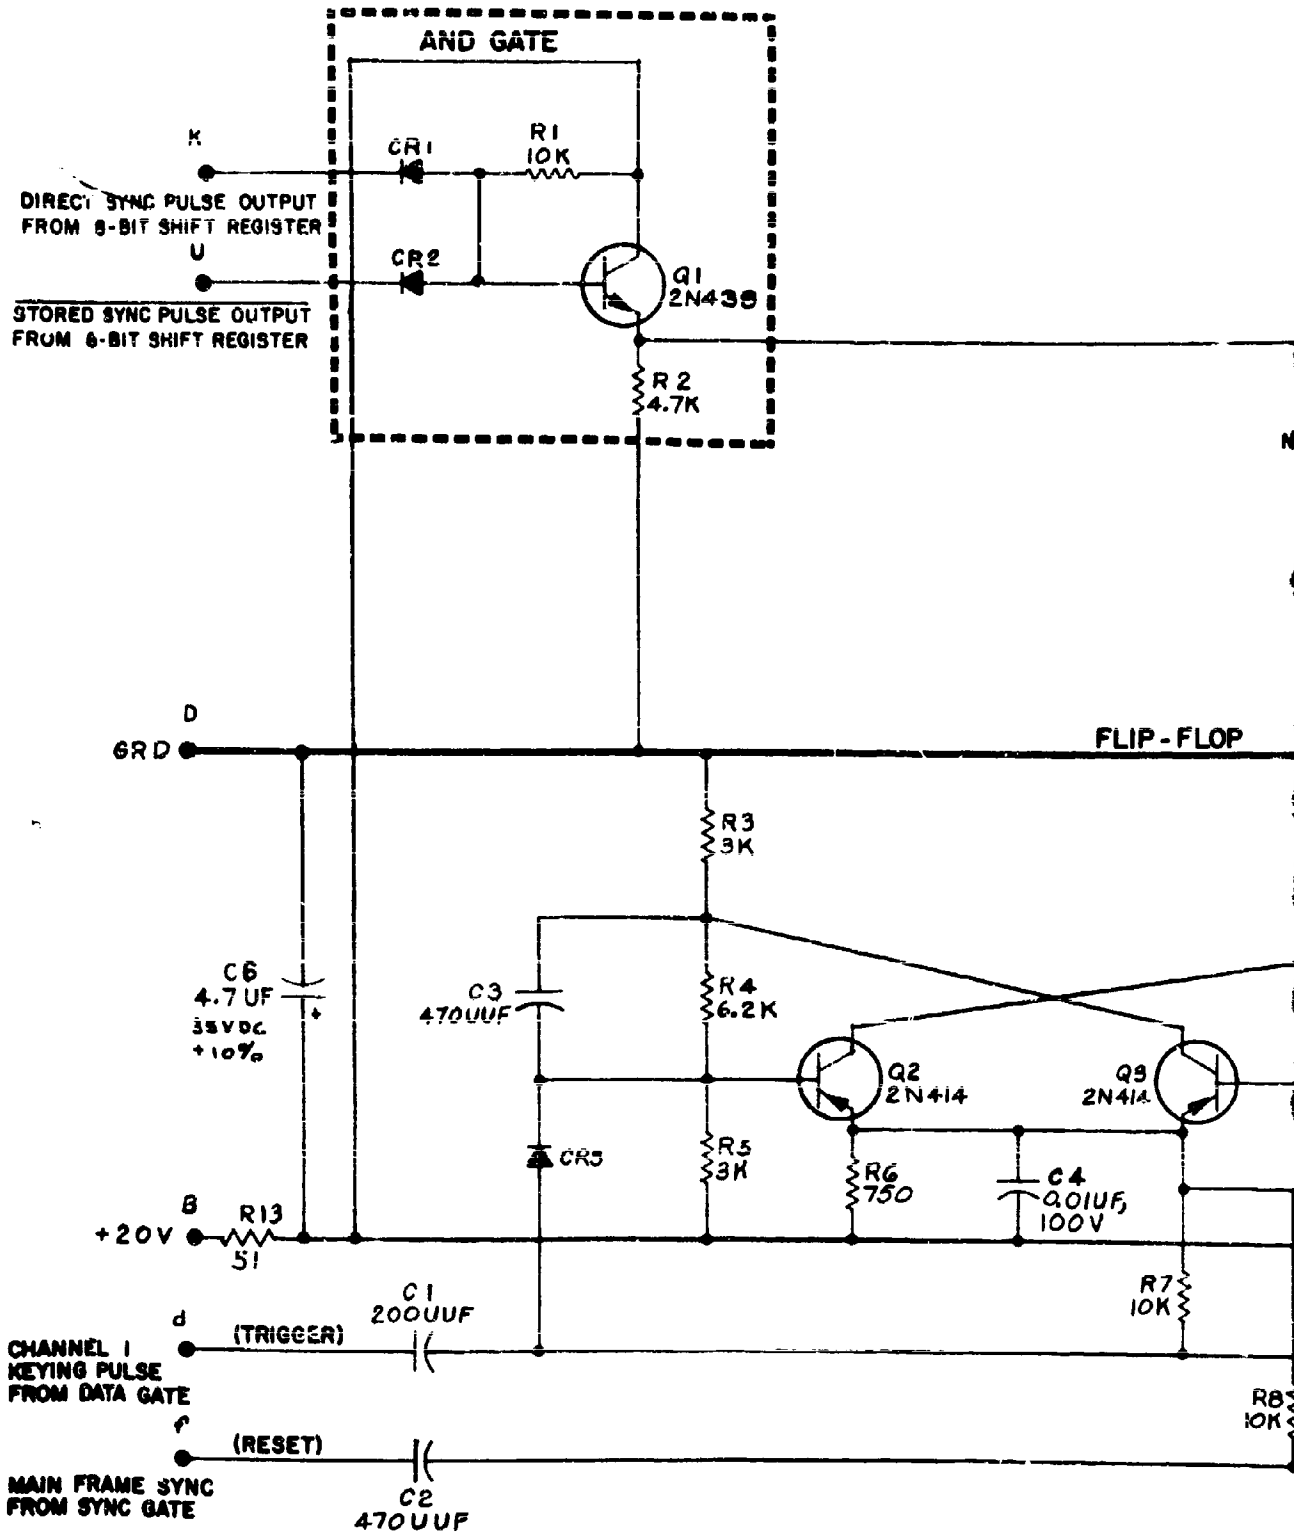 AND GATE
K
CR1
R1
10K
DIRECT SYNC PULSE OUTPUT
FROM 8-BIT SHIFT REGISTER
U
CR2
Q1
2N438
STORED SYNC PULSE OUTPUT
FROM 8-BIT SHIFT REGISTER
R2
4.7K
N
D
GRD
FLIP-FLOP
R3
3K
C6
4.7UF
35VDC
+10%
C3
470UUF
R4
6.2K
Q2
2N414
Q3
2N414
CR5
R5
3K
R6
750
C4
0.01UF,
100V
B
+20V
R13
51
R7
10K
C1
200UUF
d
(TRIGGER)
CHANNEL 1
KEYING PULSE
FROM DATA GATE
R8
10K
f
(RESET)
MAIN FRAME SYNC
FROM SYNC GATE
C2
470UUF